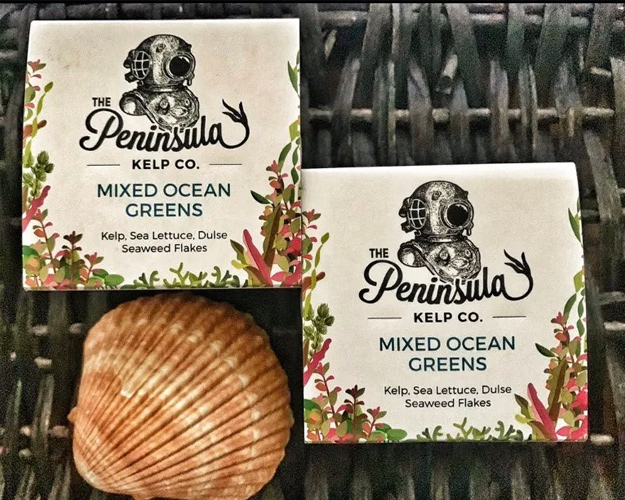 THE
Peninsula
KELP CO.
MIXED OCEAN
GREENS
Kelp, Sea Lettuce, Dulse
Seaweed Flakes
THE
Peninsula
KELP CO.
MIXED OCEAN
GREENS
Kelp, Sea Lettuce, Dulse
Seaweed Flakes